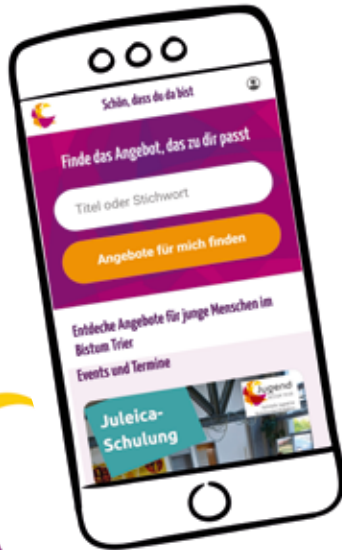 Schön, dass du da bist
Finde das Angebot, das zu dir passt
Titel oder Stichwort
Angebote für mich finden
Entdecke Angebote für junge Menschen im
Bistum Trier
Events und Termine
Juleica-
Schulung
Jugend